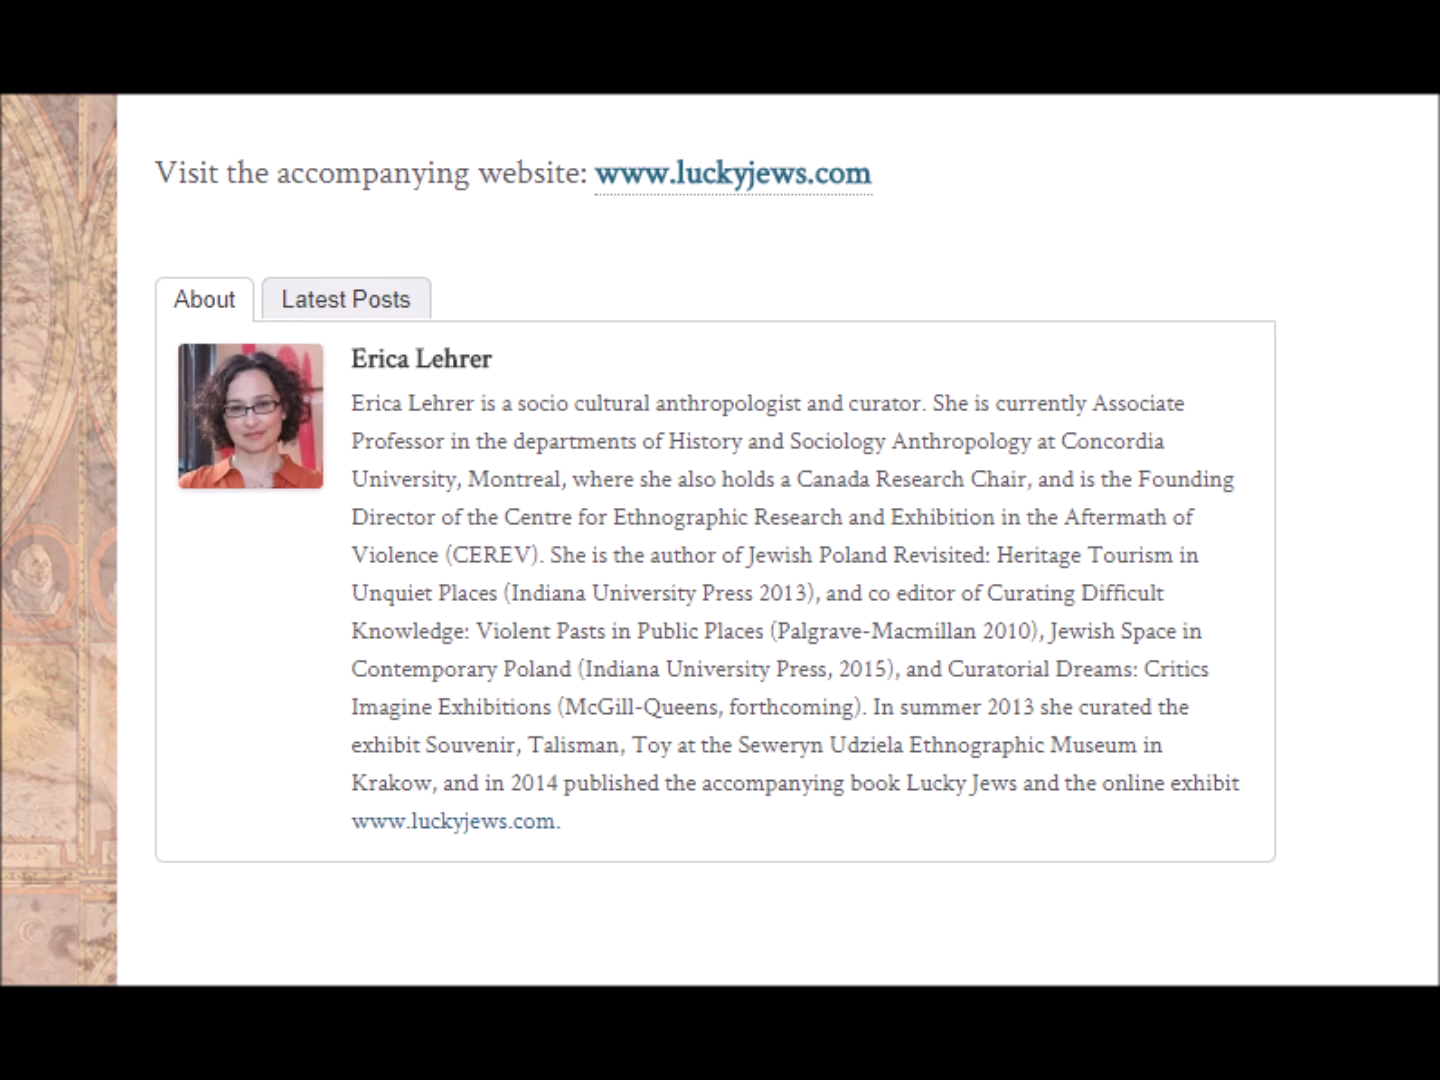 Visit the accompanying website: www.luckyjews.com
About
Latest Posts
Erica Lehrer
Erica Lehrer is a socio cultural anthropologist and curator. She is currently Associate
Professor in the departments of History and Sociology Anthropology at Concordia
University, Montreal, where she also holds a Canada Research Chair, and is the Founding
Director of the Centre for Ethnographic Research and Exhibition in the Aftermath of
Violence (CEREV). She is the author of Jewish Poland Revisited: Heritage Tourism in
Unquiet Places (Indiana University Press 2013), and co editor of Curating Difficult
Knowledge: Violent Pasts in Public Places (Palgrave-Macmillan 2010), Jewish Space in
Contemporary Poland (Indiana University Press, 2015), and Curatorial Dreams: Critics
Imagine Exhibitions (McGill-Queens, forthcoming). In summer 2013 she curated the
exhibit Souvenir, Talisman, Toy at the Seweryn Udziela Ethnographic Museum in
Krakow, and in 2014 published the accompanying book Lucky Jews and the online exhibit
www.luckyjews.com.